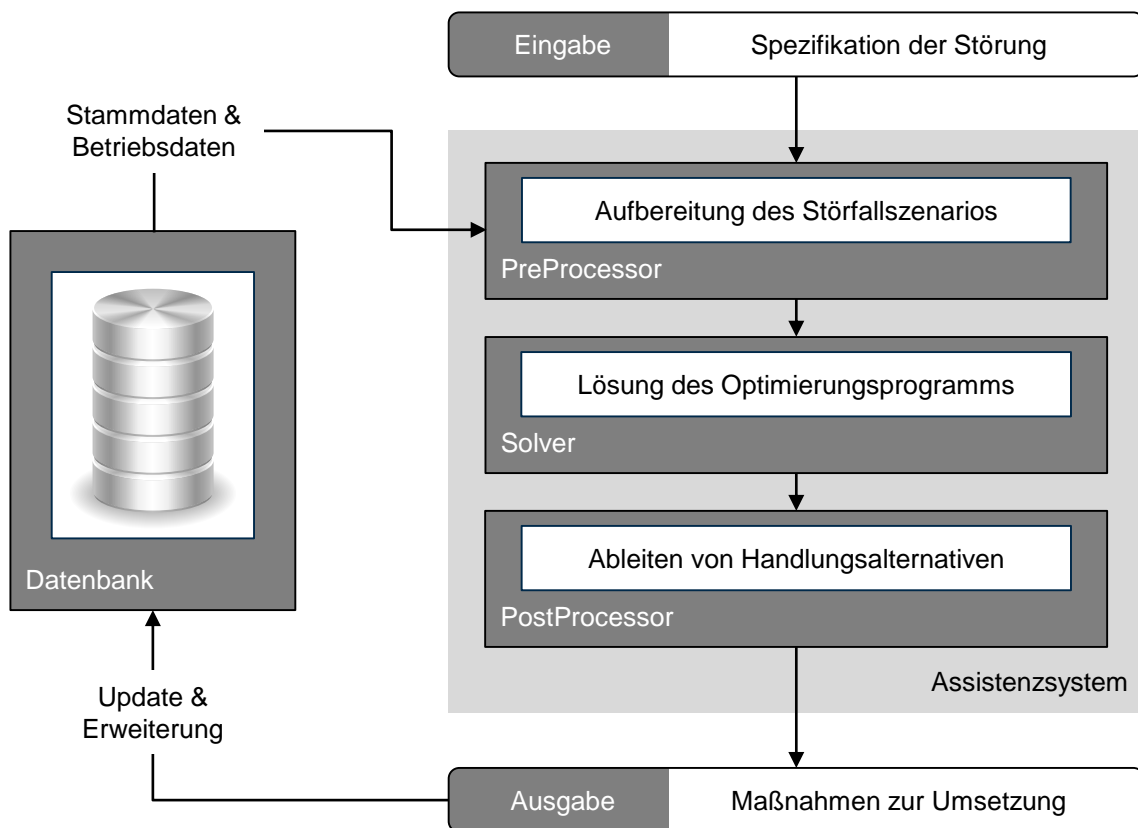 Eingabe
Spezifikation der Störung
Stammdaten &
Betriebsdaten
Aufbereitung des Störfallszenarios
PreProcessor
Lösung des Optimierungsprogramms
Solver
Ableiten von Handlungsalternativen
PostProcessor
Assistenzsystem
Datenbank
Update &
Erweiterung
Ausgabe
Maßnahmen zur Umsetzung